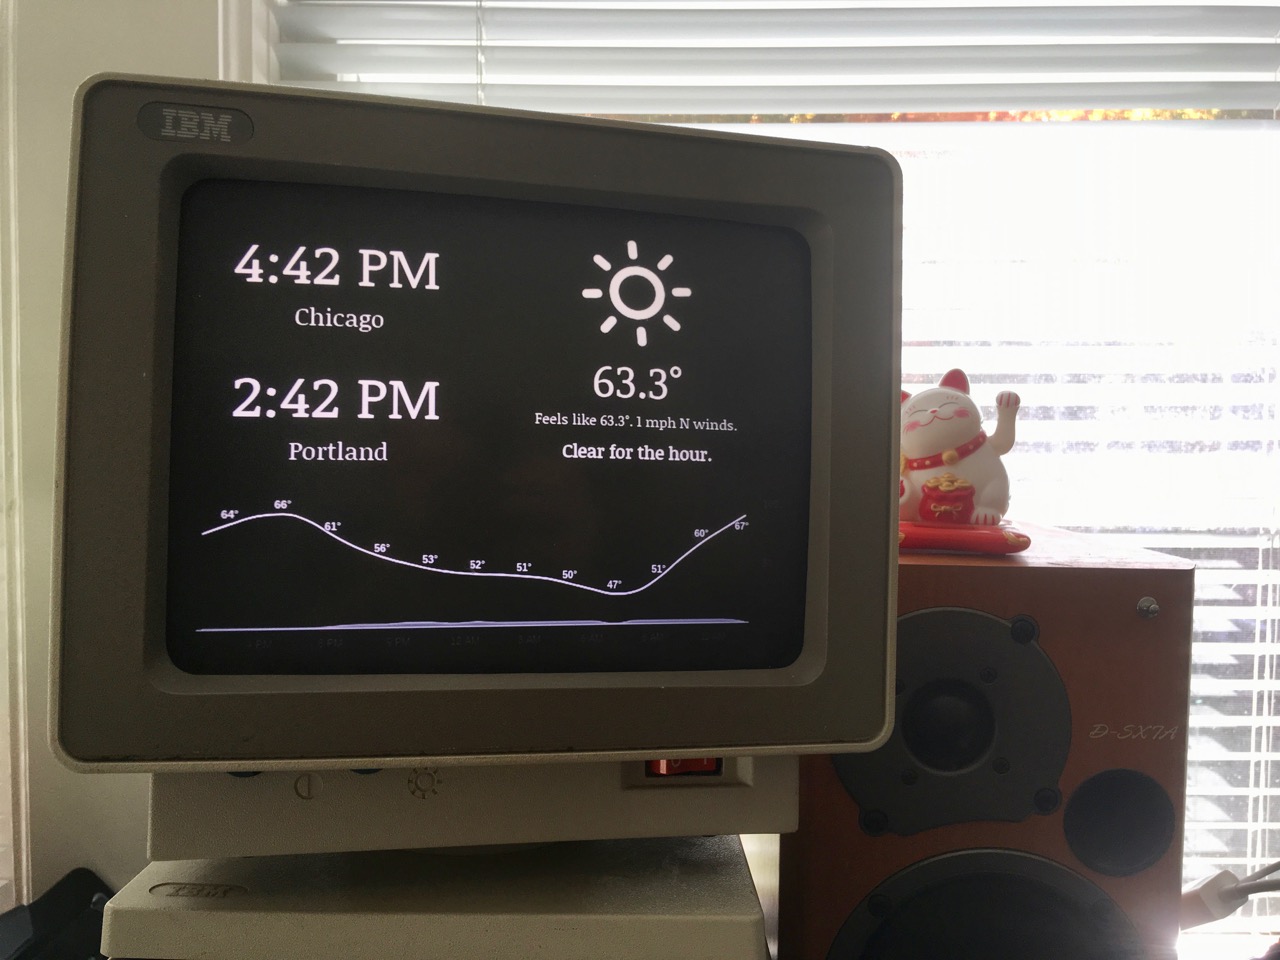 IBM
4:42 PM
Chicago
2:42 PM
Portland
63.3°
Feels like 63.3°. 1 mph N winds.
Clear for the hour.
64° 66° 61° 56° 53° 52° 51° 50° 47° 51° 60° 67°
IBM
D-SX7A